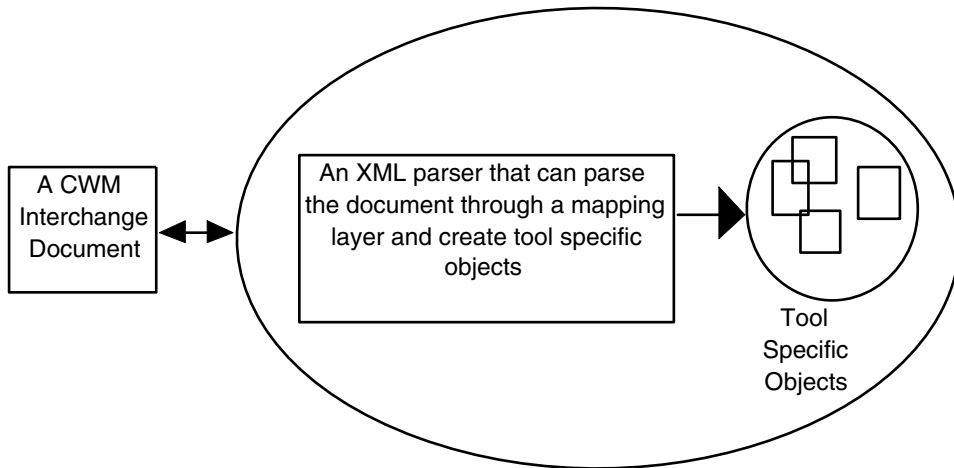 A CWM
Interchange
Document
An XML parser that can parse
the document through a mapping
layer and create tool specific
objects
Tool
Specific
Objects